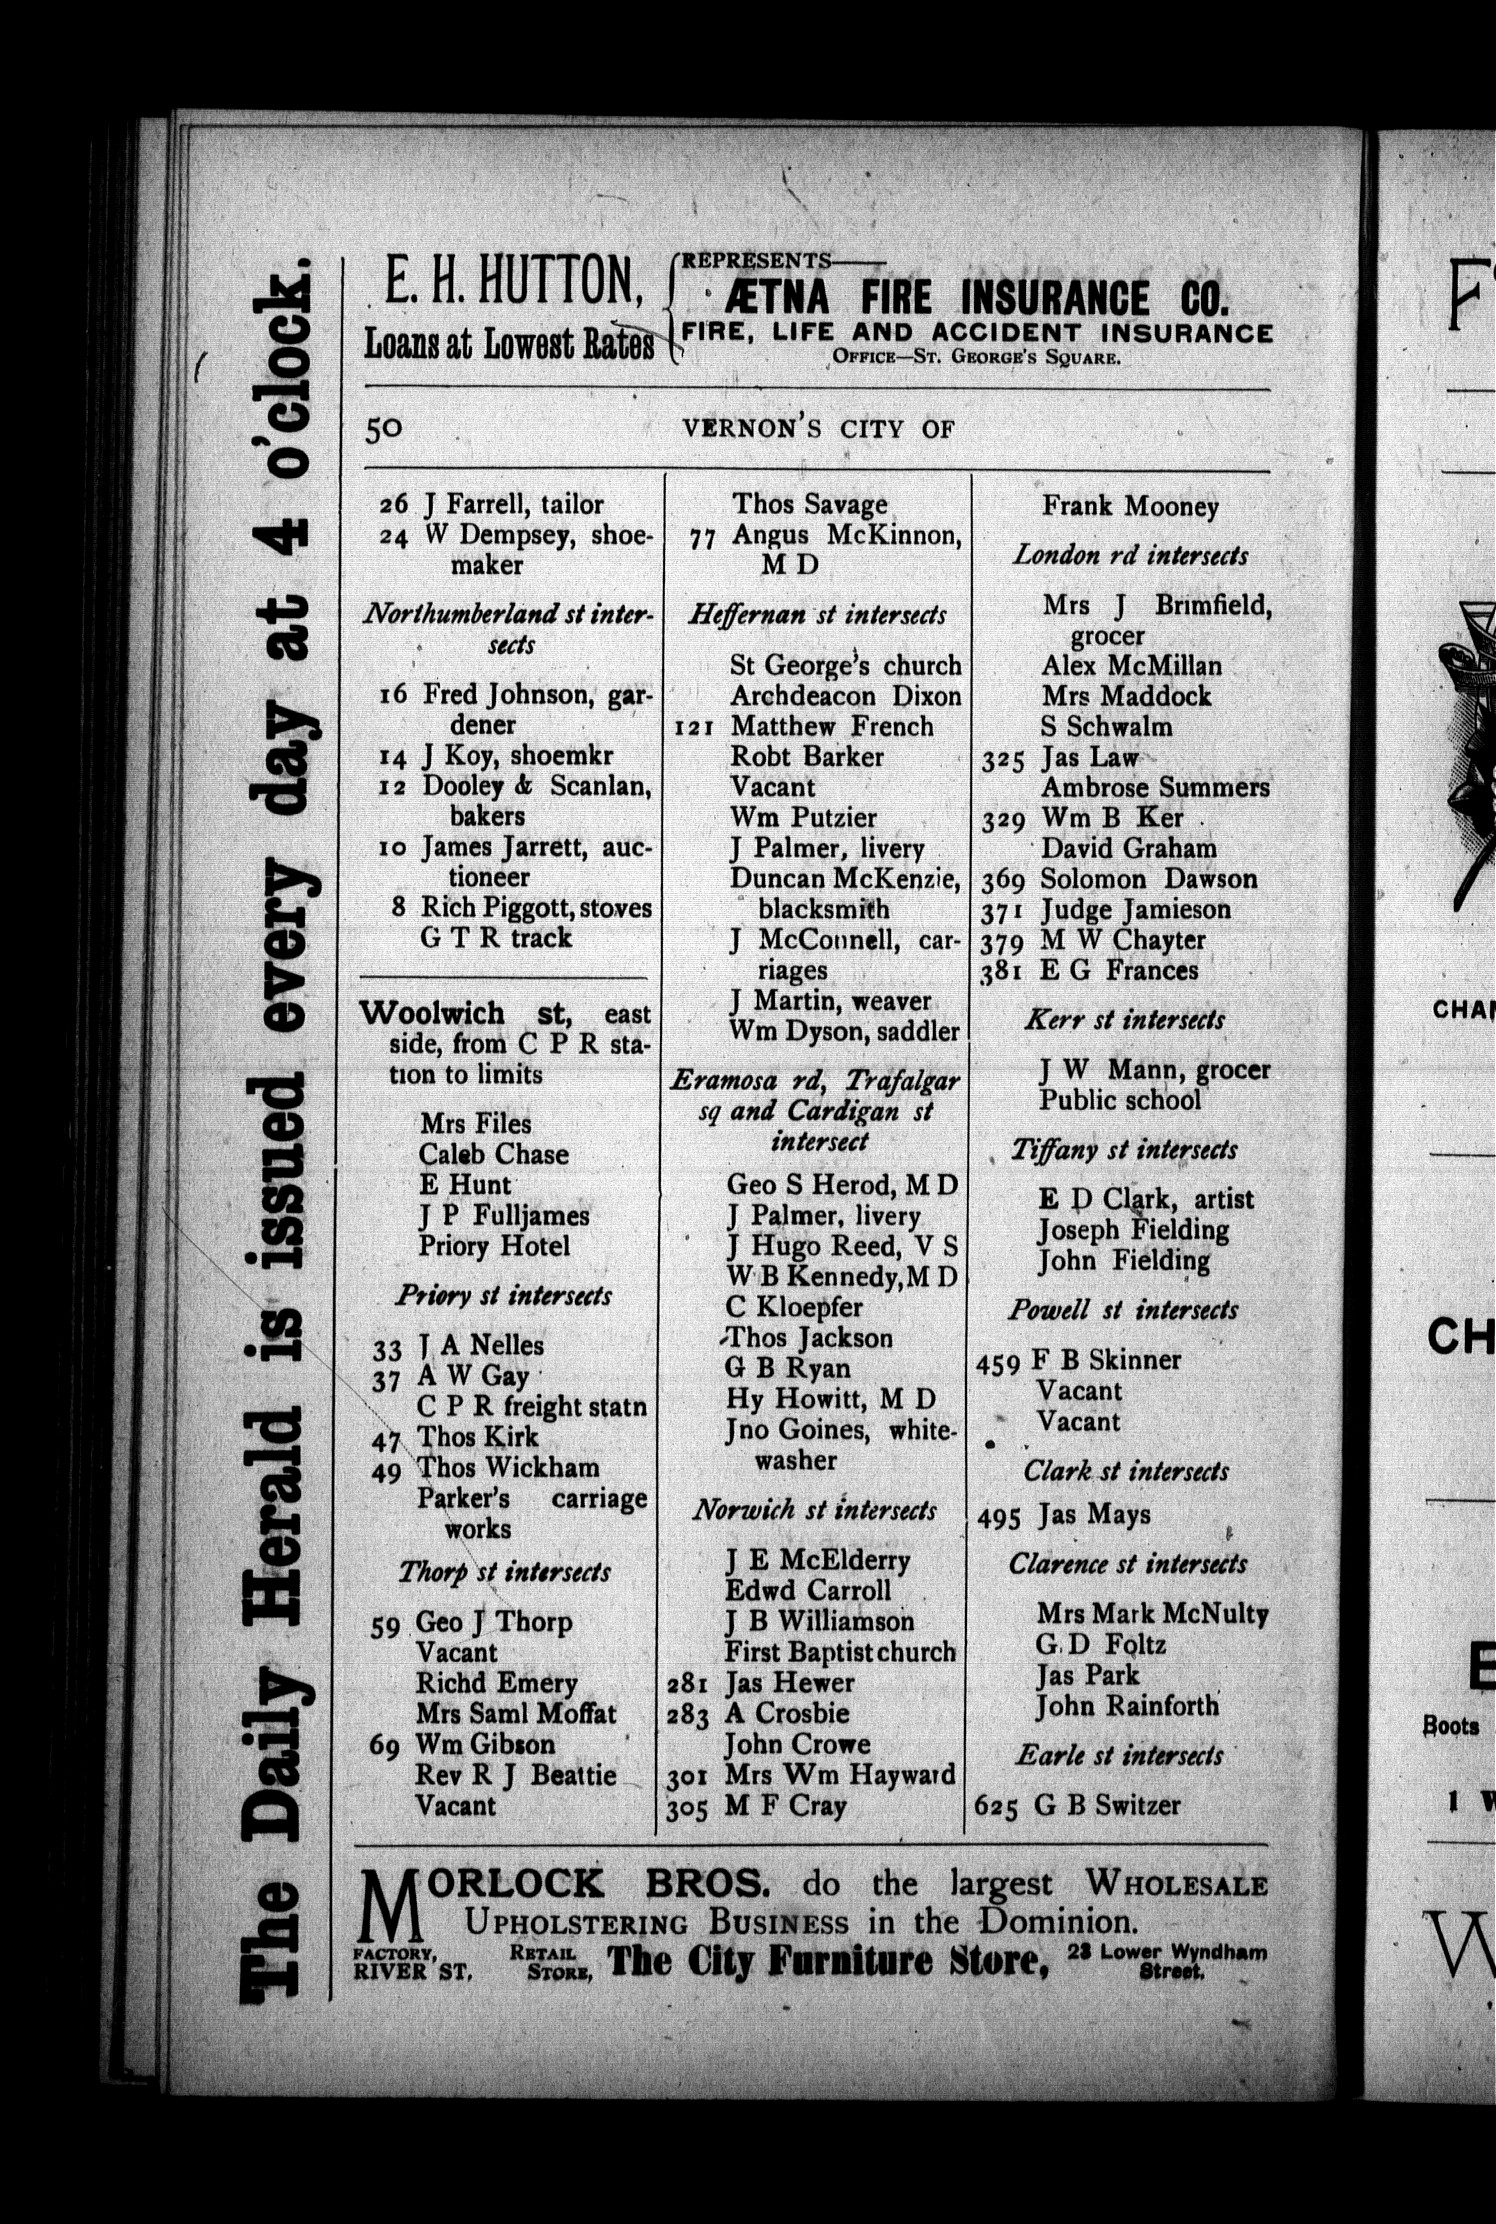 The Daily Herald is issued every day at 4 o'clock.
E. H. HUTTON,
Loans at Lowest Rates
REPRESENTS——
ÆTNA FIRE INSURANCE CO.
FIRE, LIFE AND ACCIDENT INSURANCE
OFFICE—ST. GEORGE'S SQUARE.
50 VERNON'S CITY OF
26 J Farrell, tailor
24 W Dempsey, shoe-
maker
Northumberland st inter-
sects
16 Fred Johnson, gar-
dener
14 J Koy, shoemkr
12 Dooley & Scanlan,
bakers
10 James Jarrett, auc-
tioneer
8 Rich Piggott, stoves
G T R track
Woolwich st, east
side, from C P R sta-
tion to limits
Mrs Files
Caleb Chase
E Hunt
J P Fulljames
Priory Hotel
Priory st intersects
33 J A Nelles
37 A W Gay
C P R freight statn
47 Thos Kirk
49 Thos Wickham
Parker's carriage
works
Thorp st intersects
59 Geo J Thorp
Vacant
Richd Emery
Mrs Saml Moffat
69 Wm Gibson
Rev R J Beattie
Vacant
Thos Savage
77 Angus McKinnon,
M D
Heffernan st intersects
St George's church
Archdeacon Dixon
121 Matthew French
Robt Barker
Vacant
Wm Putzier
J Palmer, livery
Duncan McKenzie,
blacksmith
J McConnell, car-
riages
J Martin, weaver
Wm Dyson, saddler
Eramosa rd, Trafalgar
sq and Cardigan st
intersect
Geo S Herod, M D
J Palmer, livery
J Hugo Reed, V S
W B Kennedy, M D
C Kloepfer
Thos Jackson
G B Ryan
Hy Howitt, M D
Jno Goines, white-
washer
Norwich st intersects
J E McElderry
Edwd Carroll
J B Williamson
First Baptist church
281 Jas Hewer
283 A Crosbie
John Crowe
301 Mrs Wm Hayward
305 M F Cray
Frank Mooney
London rd intersects
Mrs J Brimfield,
grocer
Alex McMillan
Mrs Maddock
S Schwalm
325 Jas Law
Ambrose Summers
329 Wm B Ker
David Graham
369 Solomon Dawson
371 Judge Jamieson
379 M W Chayter
381 E G Frances
Kerr st intersects
J W Mann, grocer
Public school
Tiffany st intersects
E D Clark, artist
Joseph Fielding
John Fielding
Powell st intersects
459 F B Skinner
Vacant
Vacant
Clark st intersects
495 Jas Mays
Clarence st intersects
Mrs Mark McNulty
G D Foltz
Jas Park
John Rainforth
Earle st intersects
625 G B Switzer
MORLOCK BROS. do the largest WHOLESALE
UPHOLSTERING BUSINESS in the Dominion.
FACTORY,
RIVER ST,
RETAIL
STORE,
The City Furniture Store,
23 Lower Wyndham
Street.
CHAN
CH
Boots
1 W
W